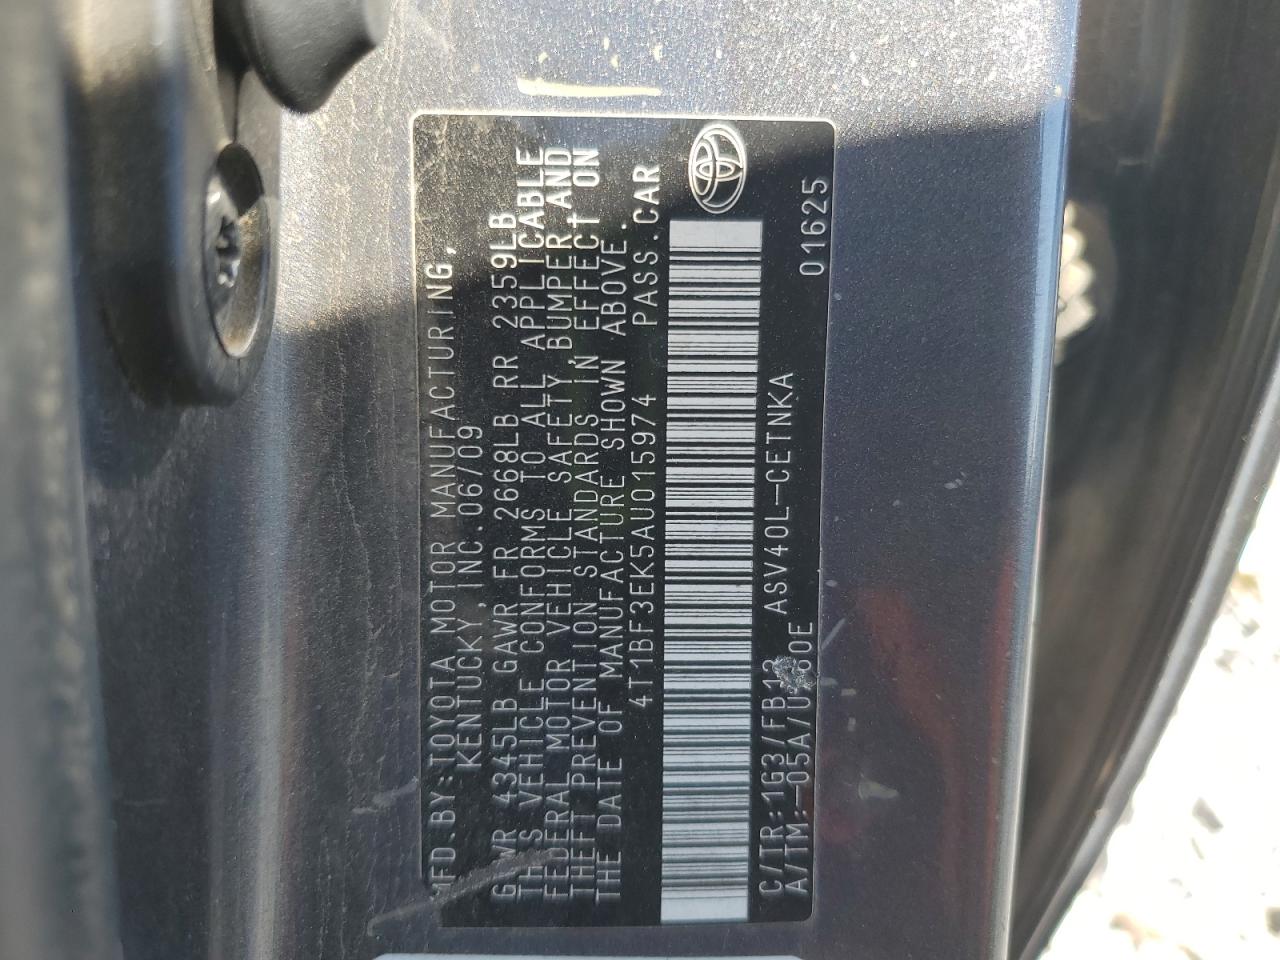 MFD.BY:TOYOTA MOTOR MANUFACTURING,
KENTUCKY,INC.06/09
GVWR 4345LB GAWR FR 2668LB RR 2359LB
THIS VEHICLE CONFORMS TO ALL APPLICABLE
FEDERAL MOTOR VEHICLE SAFETY,BUMPER,AND
THEFT PREVENTION STANDARDS IN EFFECT ON
THE DATE OF MANUFACTURE SHOWN ABOVE.
4T1BF3EK5AU015974 PASS.CAR
C/TR:1G3/FB13 ASV40L-CETNKA
A/TM:-05A/U760E
01625